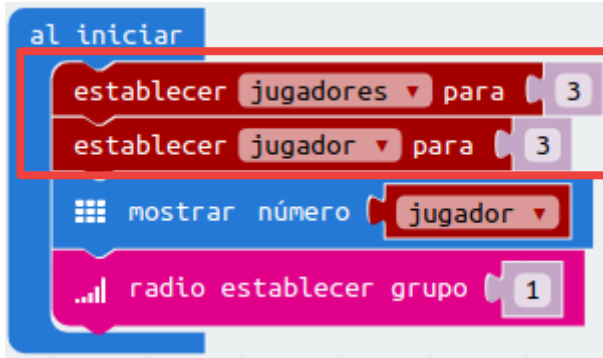 al iniciar
establecer jugadores para 3
establecer jugador para 3
mostrar número jugador
radio establecer grupo 1